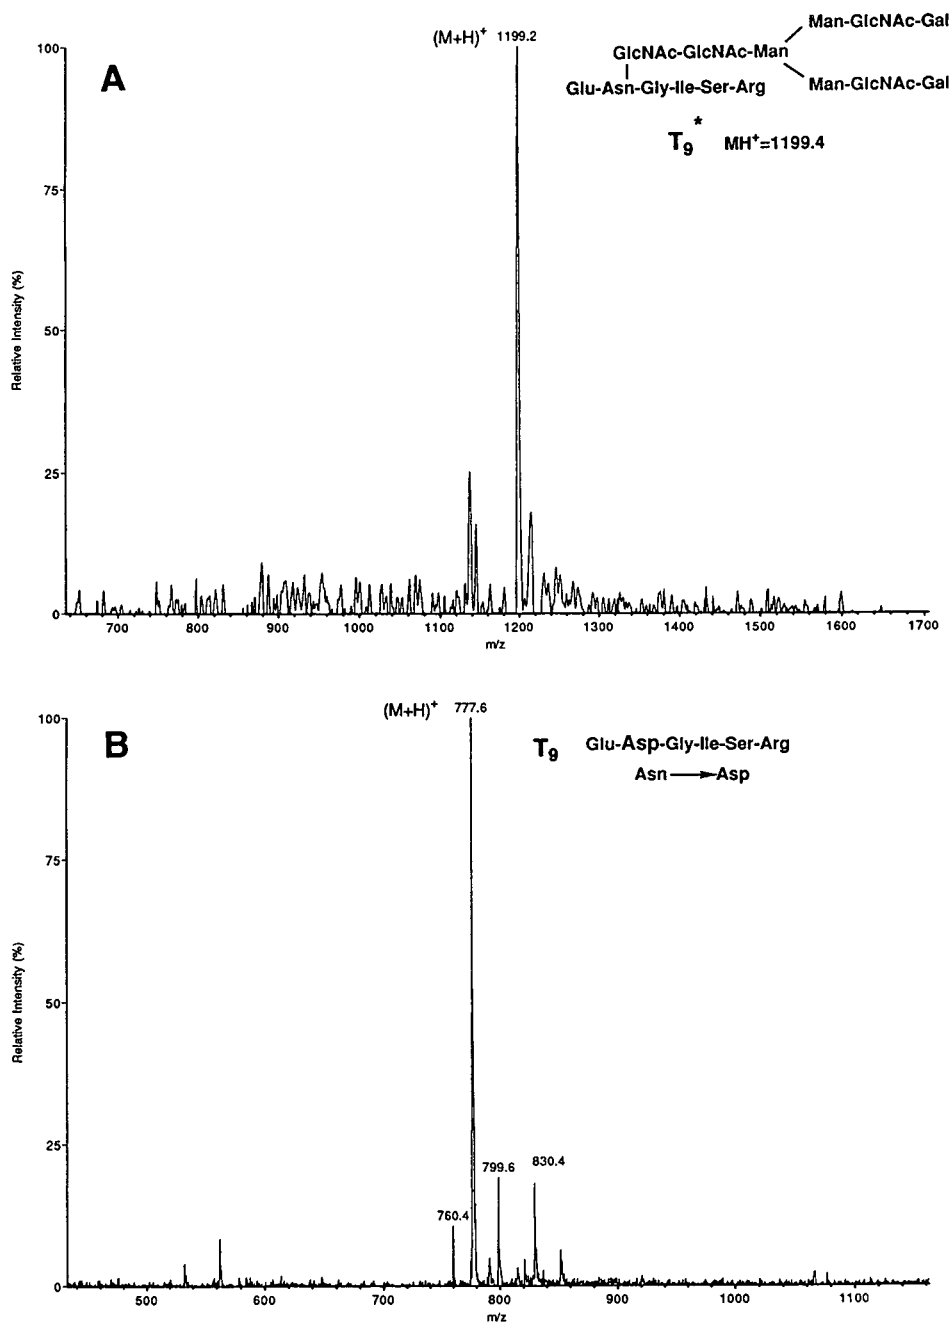 (M+H)+ 1199.2
Man-GlcNAc-Gal
GlcNAc-GlcNAc-Man
Glu-Asn-Gly-Ile-Ser-Arg
Man-GlcNAc-Gal
A
T9* MH+=1199.4
100
75
50
25
0
Relative Intensity (%)
700 800 900 1000 1100 1200 1300 1400 1500 1600 1700
m/z
(M+H)+ 777.6
B
T9 Glu-Asp-Gly-Ile-Ser-Arg
Asn→Asp
100
75
50
25
0
Relative Intensity (%)
760.4
799.6
830.4
500 600 700 800 900 1000 1100
m/z